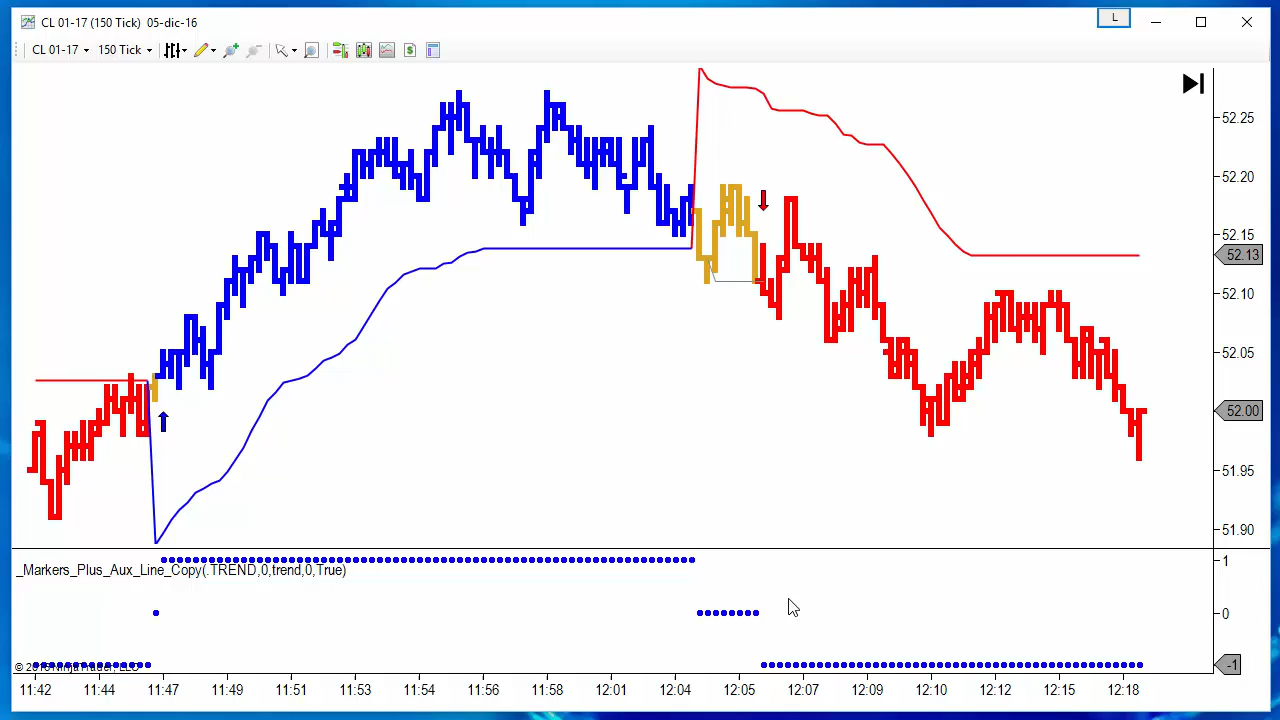 CL 01-17 (150 Tick) 05-dic-16
L
CL 01-17 150 Tick
52.25
52.20
52.15
52.13
52.10
52.05
52.00
51.95
51.90
_Markers_Plus_Aux_Line_Copy(.TREND,0,trend,0,True)
1
0
-1
© 2016 NinjaTrader, LLC
11:42 11:44 11:47 11:49 11:51 11:53 11:54 11:56 11:58 12:01 12:04 12:05 12:07 12:09 12:10 12:12 12:15 12:18